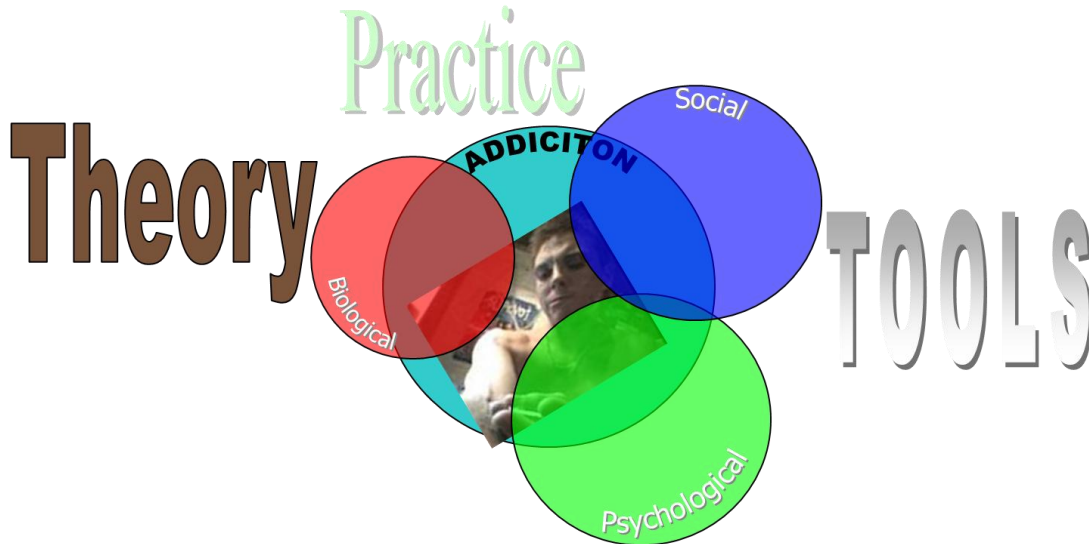 Practice
Theory
Social
ADDICITON
TOOLS
Biological
Psychological